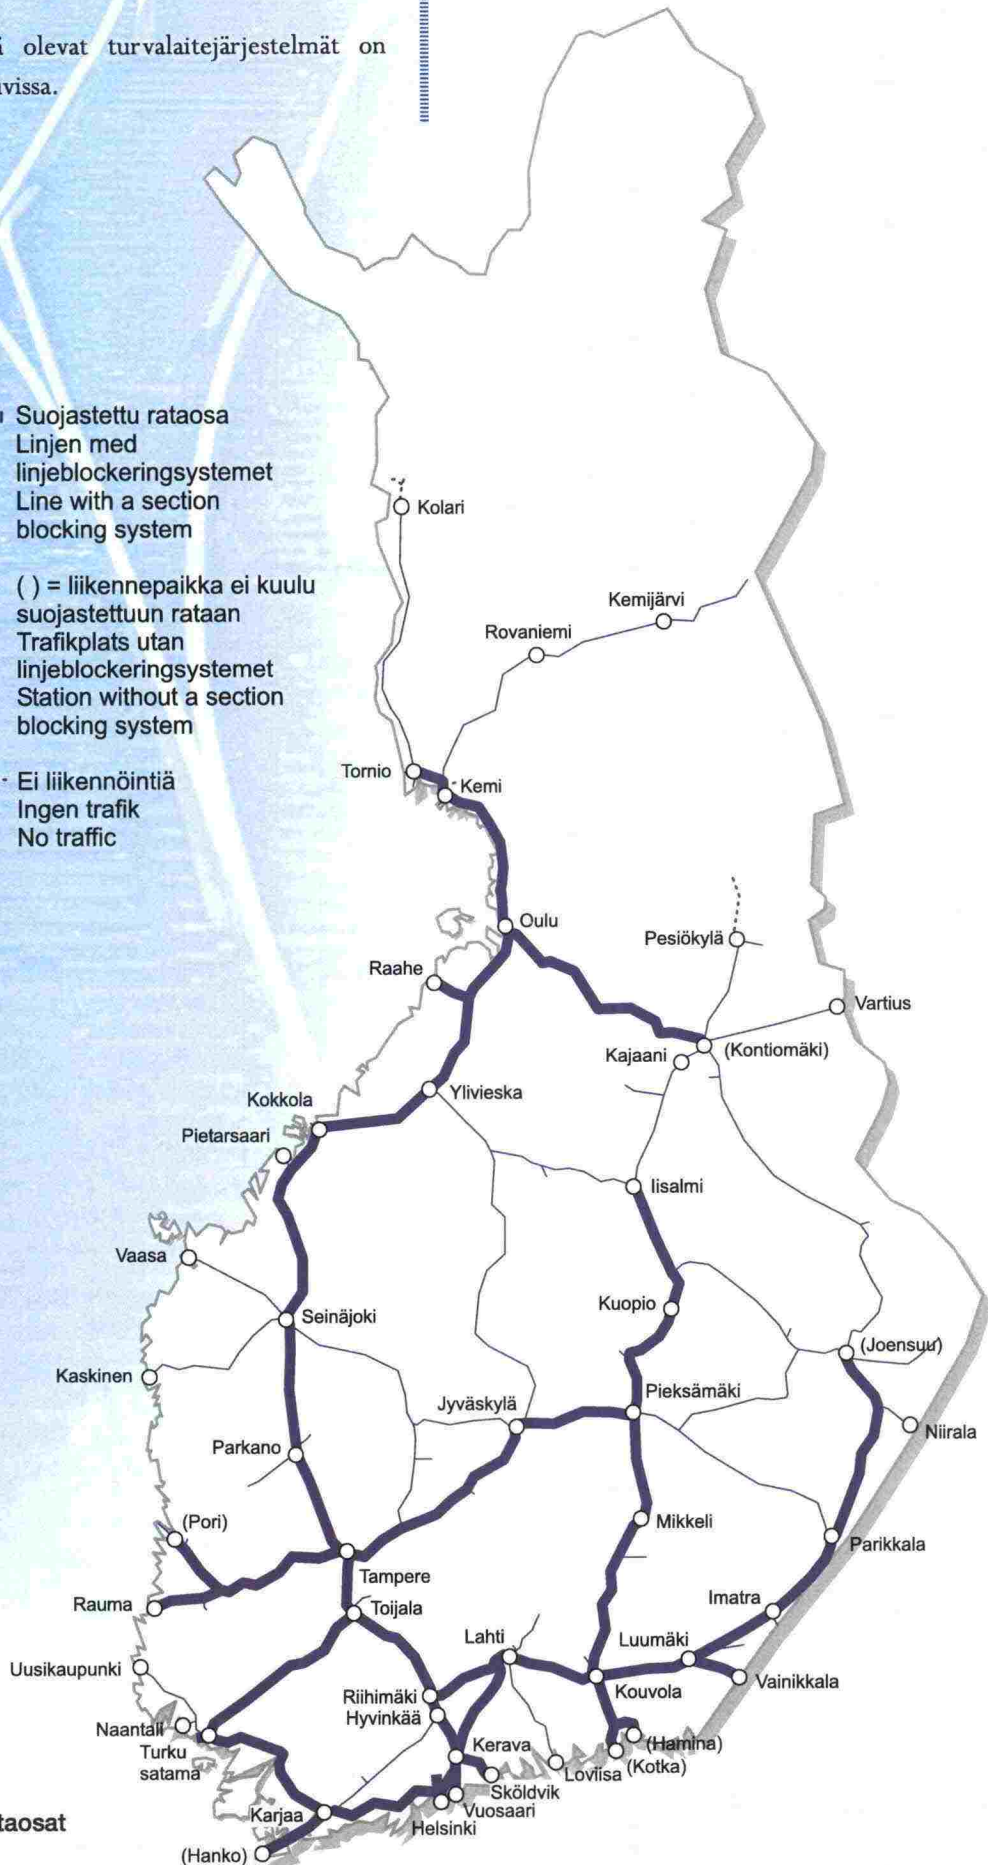 olevat turvalaitejärjestelmät on
Suojastettu rataosa
Linjen med
linjeblockeringsystemet
Line with a section
blocking system
( ) = liikennepaikka ei kuulu
suojastettuun rataan
Trafikplats utan
linjeblockeringsystemet
Station without a section
blocking system
Ei liikennöintiä
Ingen trafik
No traffic
Kolari
Kemijärvi
Rovaniemi
Tornio
Kemi
Oulu
Pesiökylä
Raahe
Vartius
Kajaani
(Kontiomäki)
Ylivieska
Kokkola
Pietarsaari
Iisalmi
Vaasa
Kuopio
Seinäjoki
(Joensuu)
Kaskinen
Pieksämäki
Jyväskylä
Niirala
Parkano
Mikkeli
(Pori)
Parikkala
Tampere
Rauma
Imatra
Toijala
Lahti
Luumäki
Uusikaupunki
Vainikkala
Kouvola
Riihimäki
Hyvinkää
Naantali
Turku
satama
(Hamina)
Kerava
Loviisa
(Kotka)
Sköldvik
Vuosaari
Karjaa
Helsinki
(Hanko)